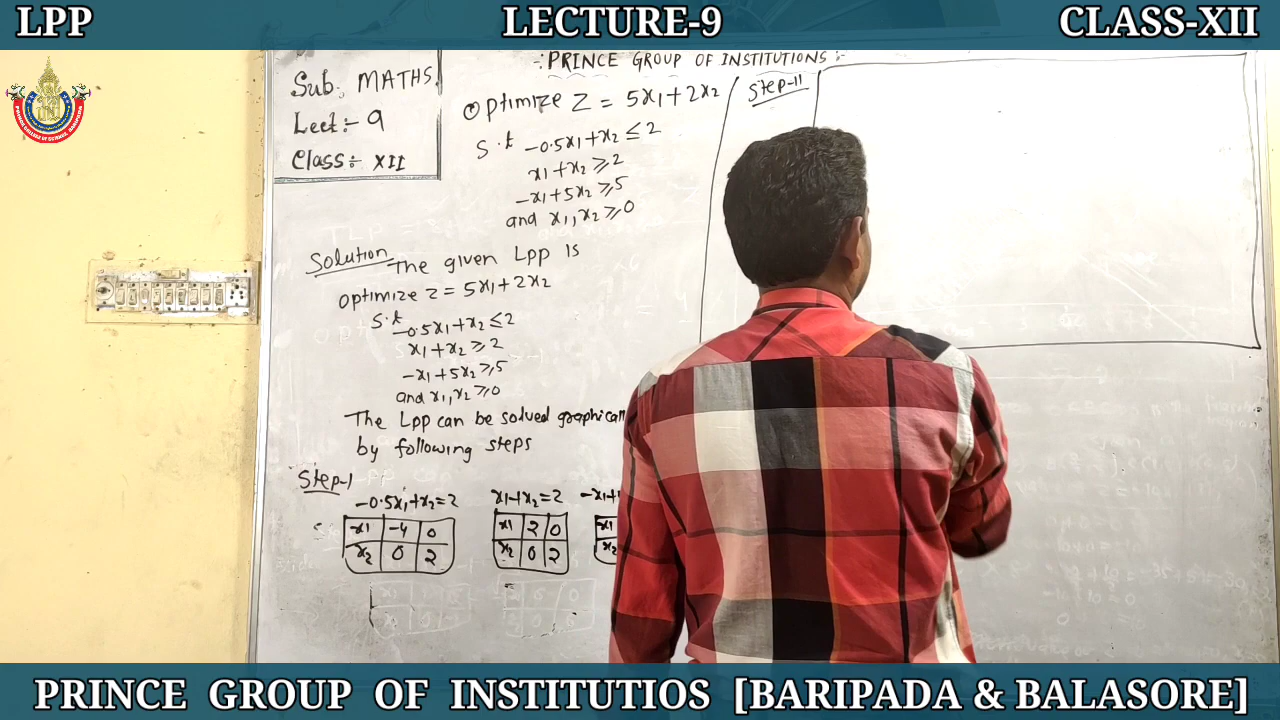 LPP LECTURE-9 CLASS-XII
-: PRINCE GROUP OF INSTITUTIONS :-
Sub:- MATHS
Lect:- 9
Class:- XII
Optimize Z = 5x₁+2x₂
S.t -0.5x₁+x₂ ≤ 2
x₁+x₂ ≥ 2
-x₁+5x₂ ≥ 5
and x₁, x₂ ≥ 0
Solution The given Lpp is
optimize z = 5x₁+2x₂
s.t
-0.5x₁+x₂ ≤ 2
x₁+x₂ ≥ 2
-x₁+5x₂ ≥ 5
and x₁, x₂ ≥ 0
The Lpp can be solved
by following steps
Step-1
-0.5x₁+x₂=2 x₁+x₂=2
x₁ -4 0 x₁ 2 0 x₁
x₂ 0 2 x₂ 0 2 x₂
Step-11
PRINCE GROUP OF INSTITUTIOS [BARIPADA & BALASORE]